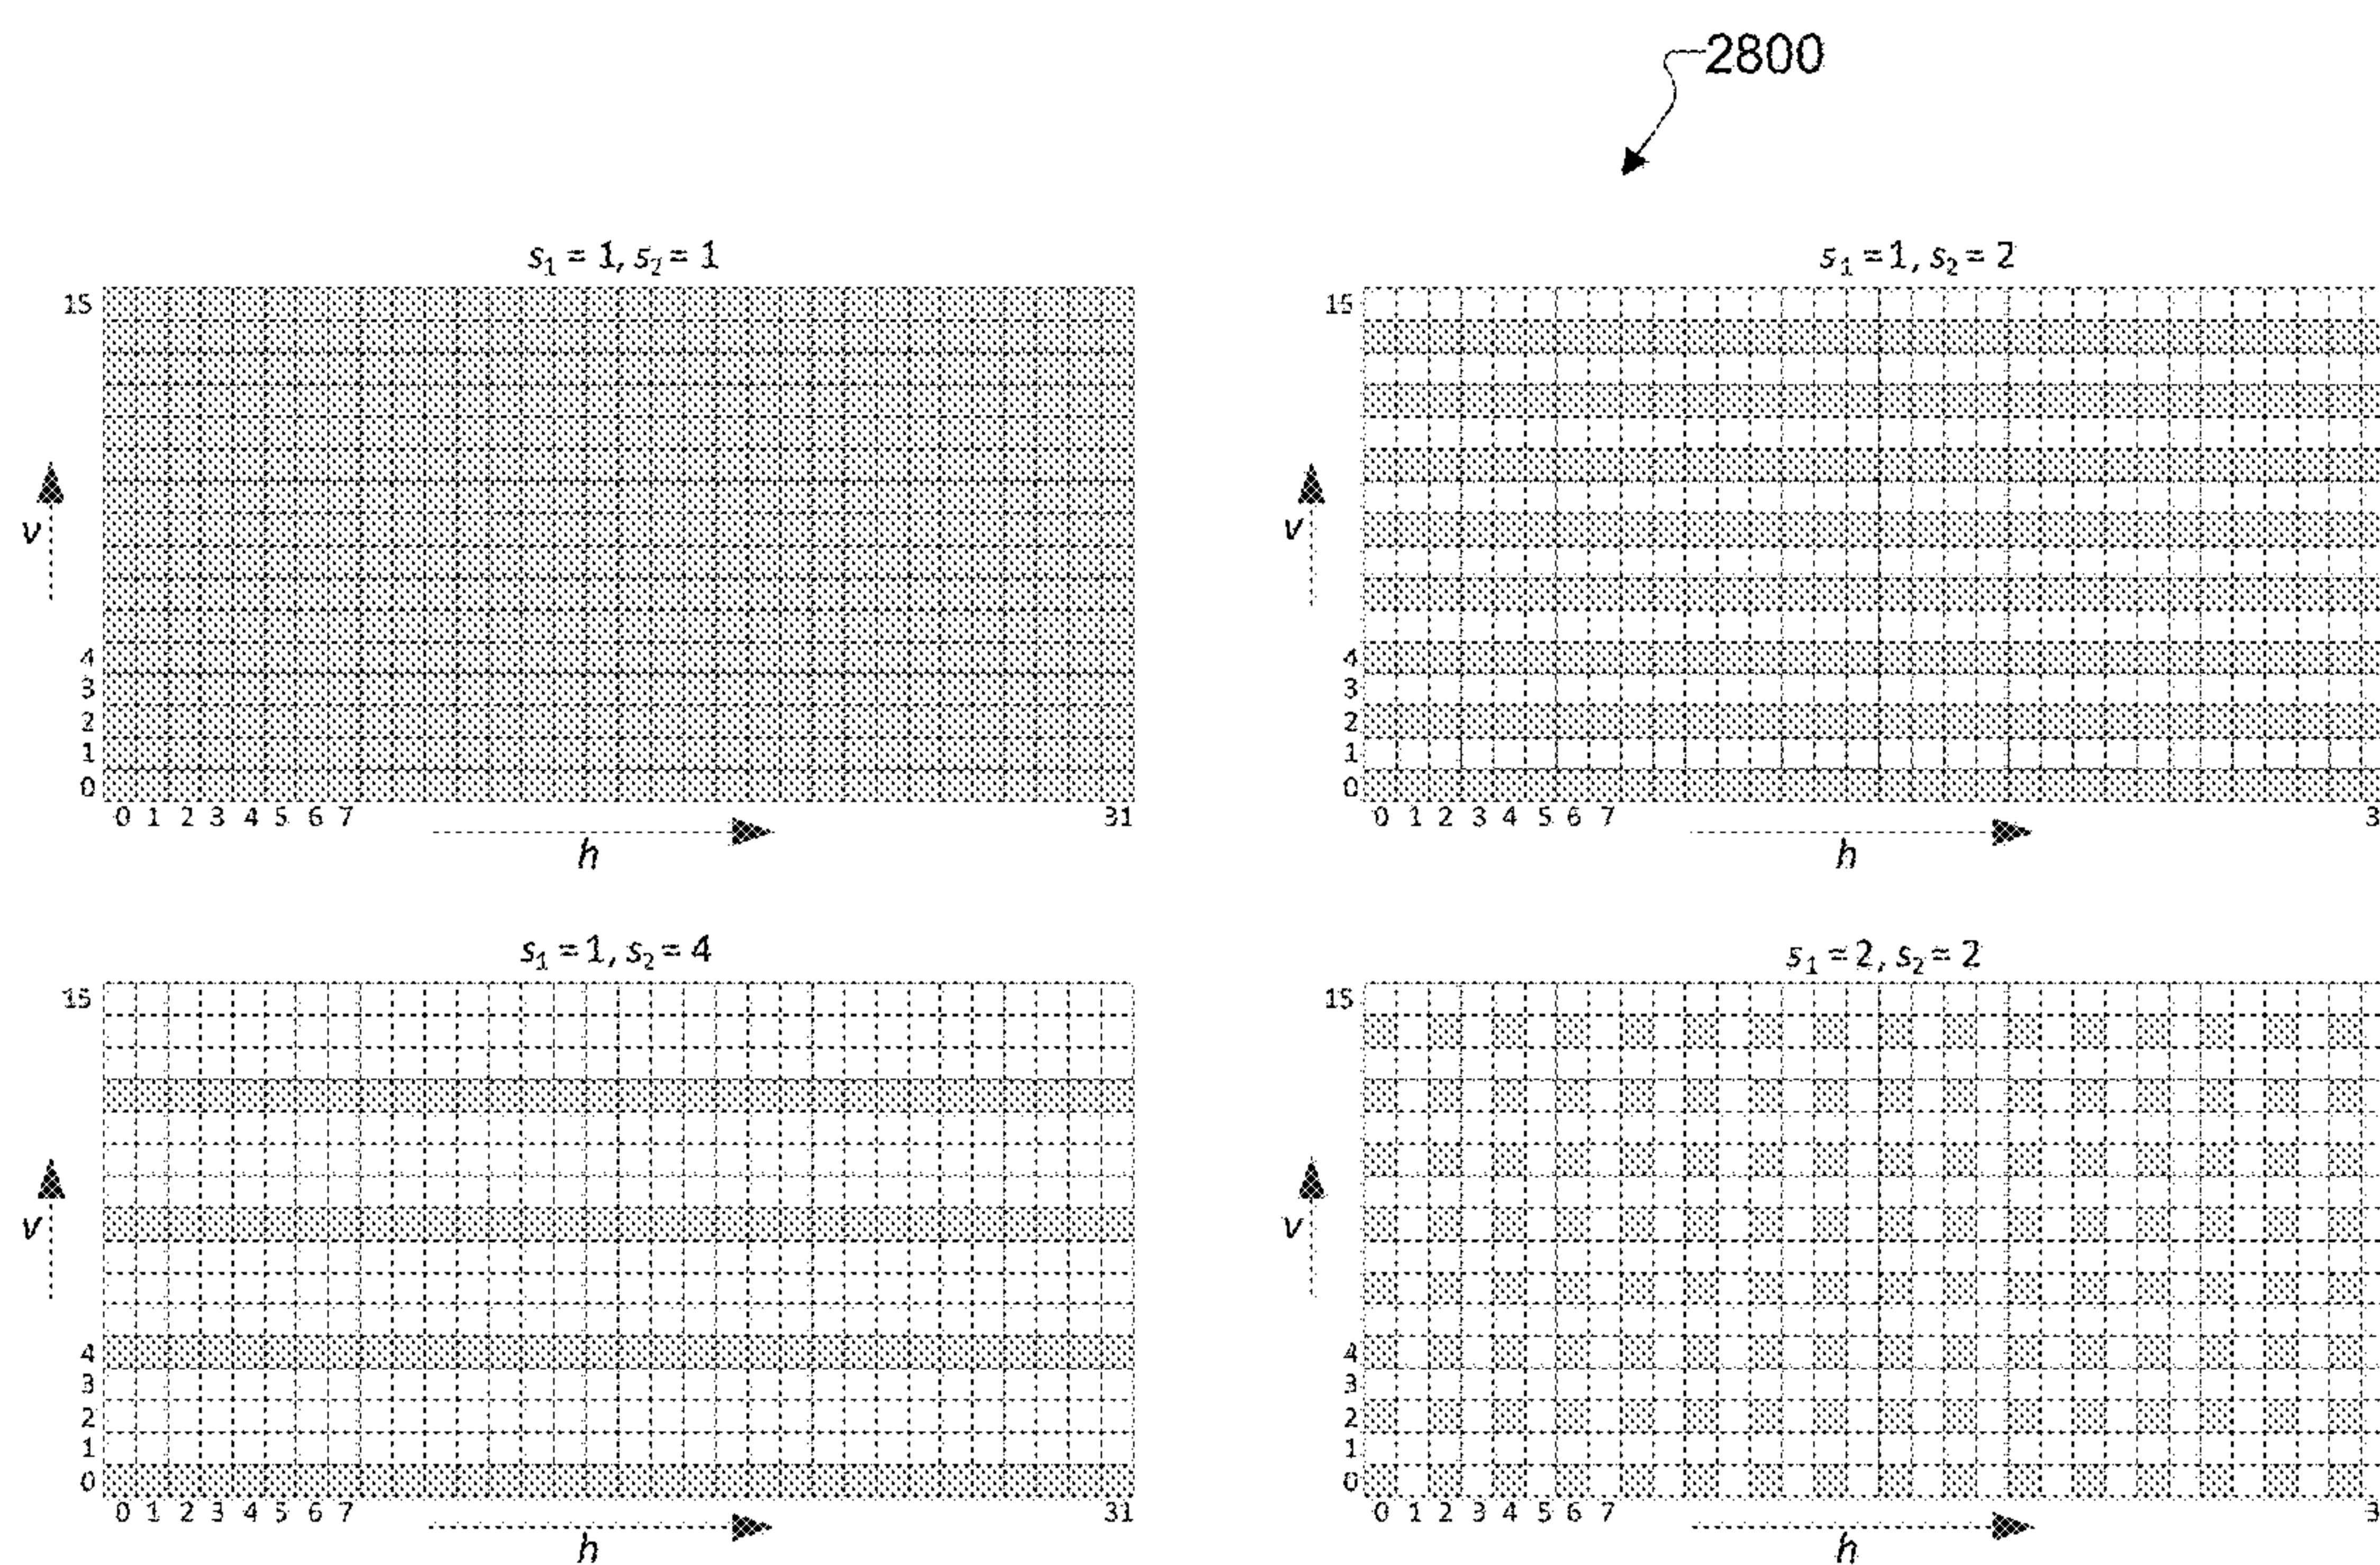 2800
s₁ = 1, s₂ = 1
15
v
4
3
2
1
0
0 1 2 3 4 5 6 7 31
h
s₁ = 1, s₂ = 2
15
v
4
3
2
1
0
0 1 2 3 4 5 6 7 3
h
s₁ = 1, s₂ = 4
15
v
4
3
2
1
0
0 1 2 3 4 5 6 7 31
h
s₁ = 2, s₂ = 2
15
v
4
3
2
1
0
0 1 2 3 4 5 6 7 3
h